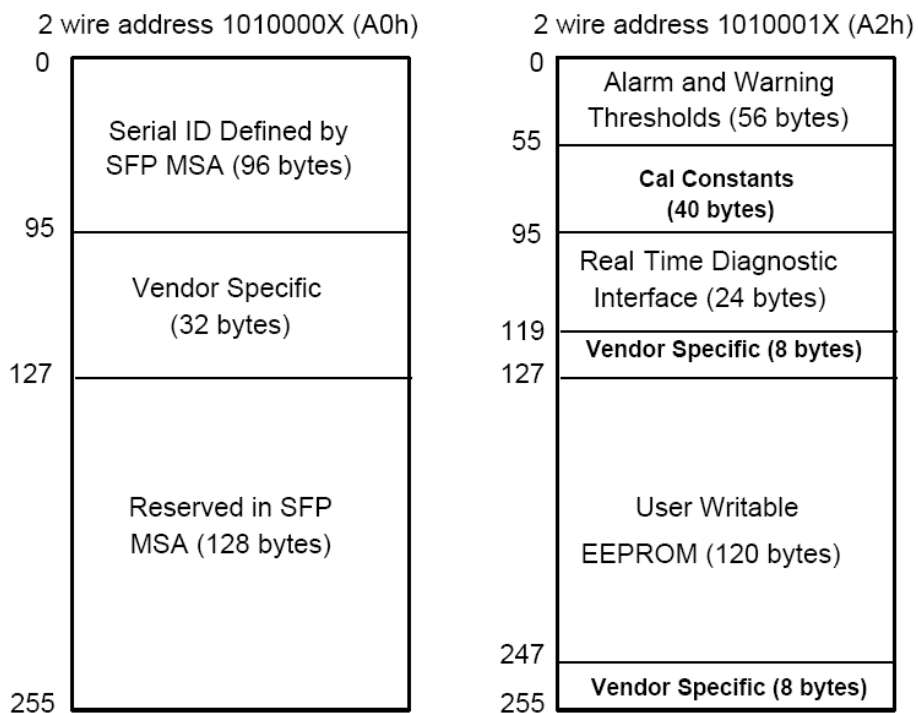 2 wire address 1010000X (A0h)
0
Serial ID Defined by
SFP MSA (96 bytes)
95
Vendor Specific
(32 bytes)
127
Reserved in SFP
MSA (128 bytes)
255
2 wire address 1010001X (A2h)
0
Alarm and Warning
Thresholds (56 bytes)
55
Cal Constants
(40 bytes)
95
Real Time Diagnostic
Interface (24 bytes)
119
Vendor Specific (8 bytes)
127
User Writable
EEPROM (120 bytes)
247
Vendor Specific (8 bytes)
255